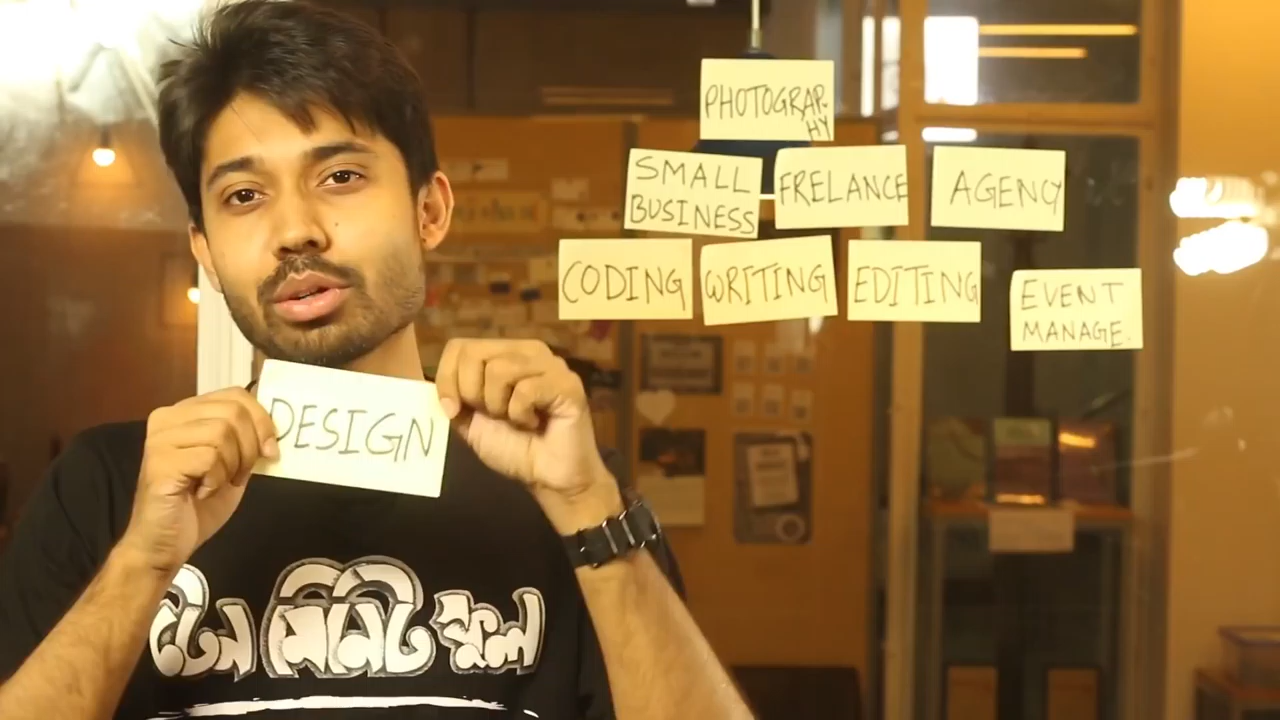 PHOTOGRAP-
HY
SMALL
BUSINESS
FRELANCE
AGENCY
CODING
WRITING
EDITING
EVENT
MANAGE.
DESIGN
টেন মিনিট স্কুল